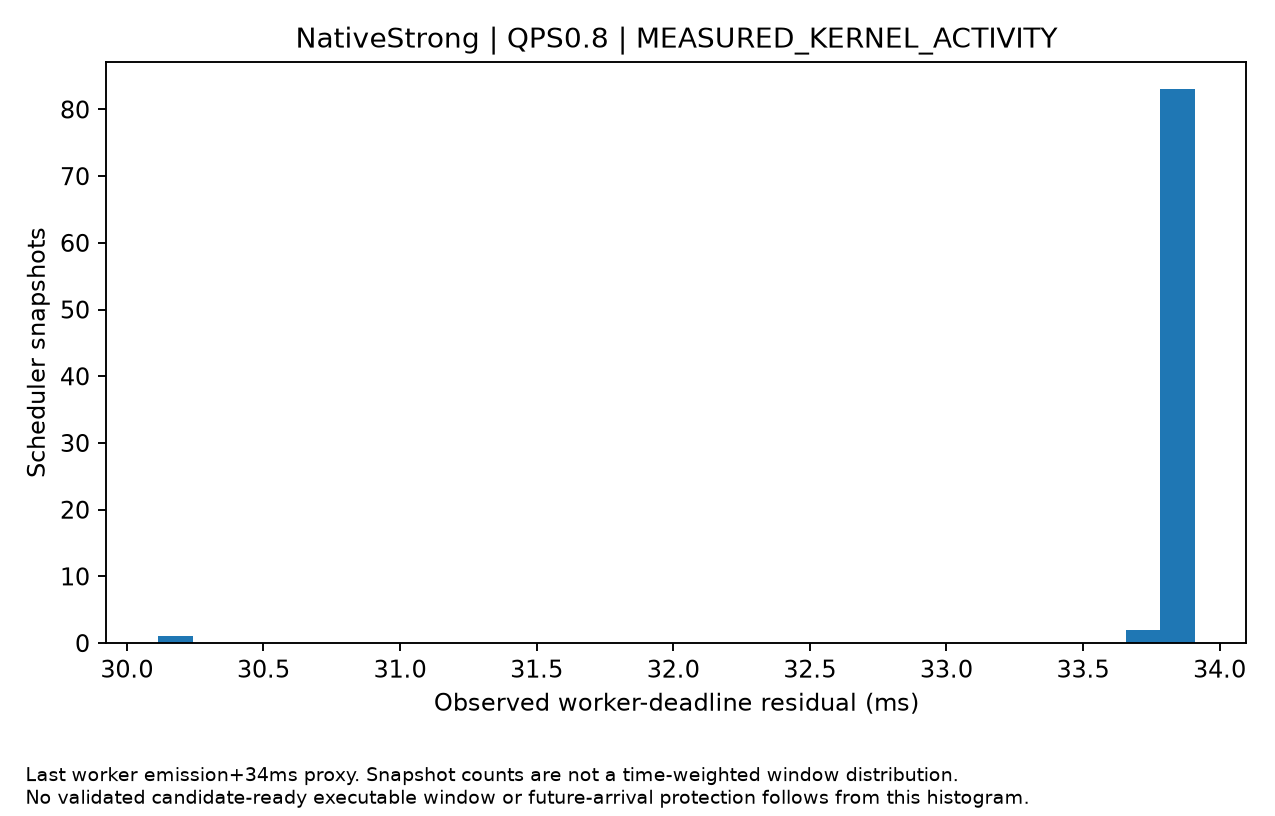 NativeStrong | QPS0.8 | MEASURED_KERNEL_ACTIVITY
Scheduler snapshots
80
70
60
50
40
30
20
10
0
30.0 30.5 31.0 31.5 32.0 32.5 33.0 33.5 34.0
Observed worker-deadline residual (ms)
Last worker emission+34ms proxy. Snapshot counts are not a time-weighted window distribution.
No validated candidate-ready executable window or future-arrival protection follows from this histogram.